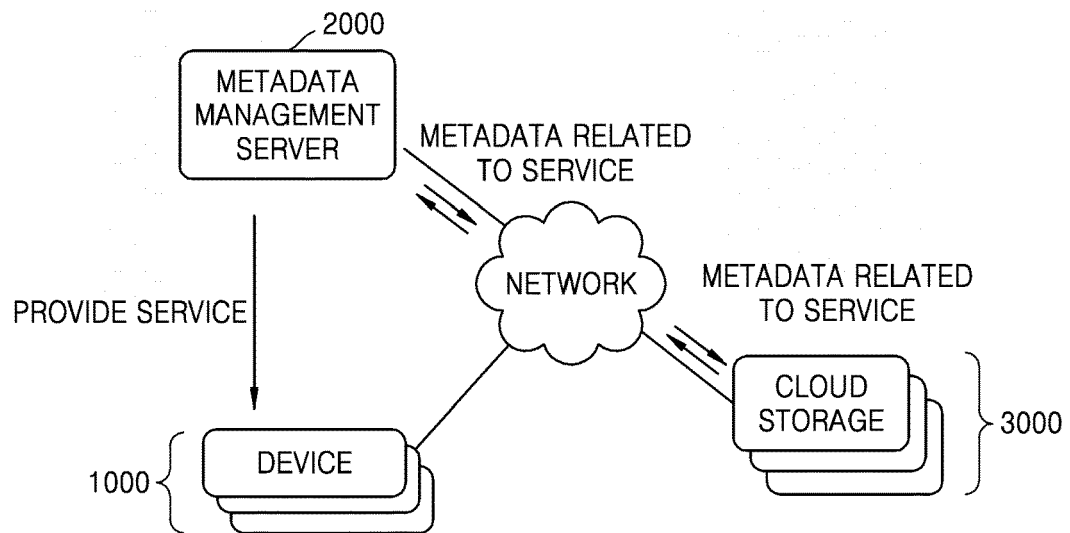 2000
METADATA
MANAGEMENT
SERVER
METADATA RELATED
TO SERVICE
NETWORK
METADATA RELATED
TO SERVICE
PROVIDE SERVICE
CLOUD
STORAGE
3000
1000
DEVICE